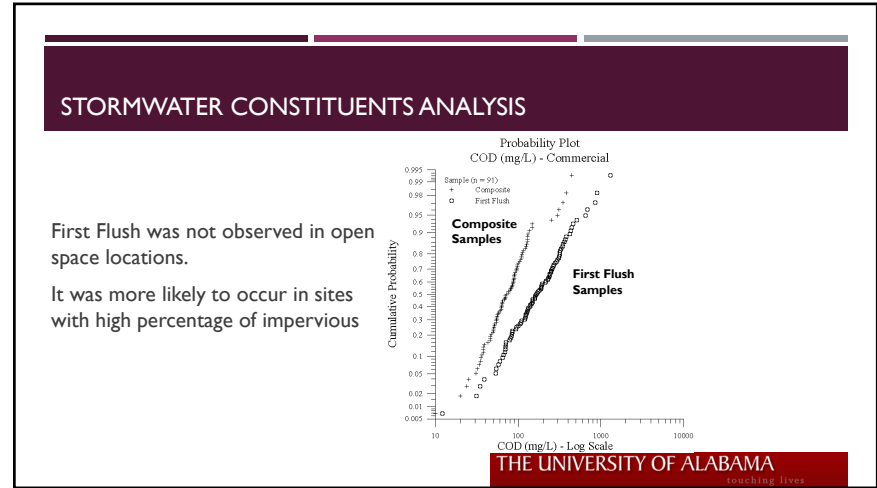 STORMWATER CONSTITUENTS ANALYSIS
First Flush was not observed in open
space locations.
It was more likely to occur in sites
with high percentage of impervious
Probability Plot
COD (mg/L) - Commercial
Sample (n = 91)
+ Composite
o First Flush
Composite
Samples
First Flush
Samples
Cumulative Probability
0.995
0.99
0.98
0.95
0.9
0.8
0.7
0.6
0.5
0.4
0.3
0.2
0.1
0.05
0.02
0.01
0.005
10 100 1000 10000
COD (mg/L) - Log Scale
THE UNIVERSITY OF ALABAMA
touching lives